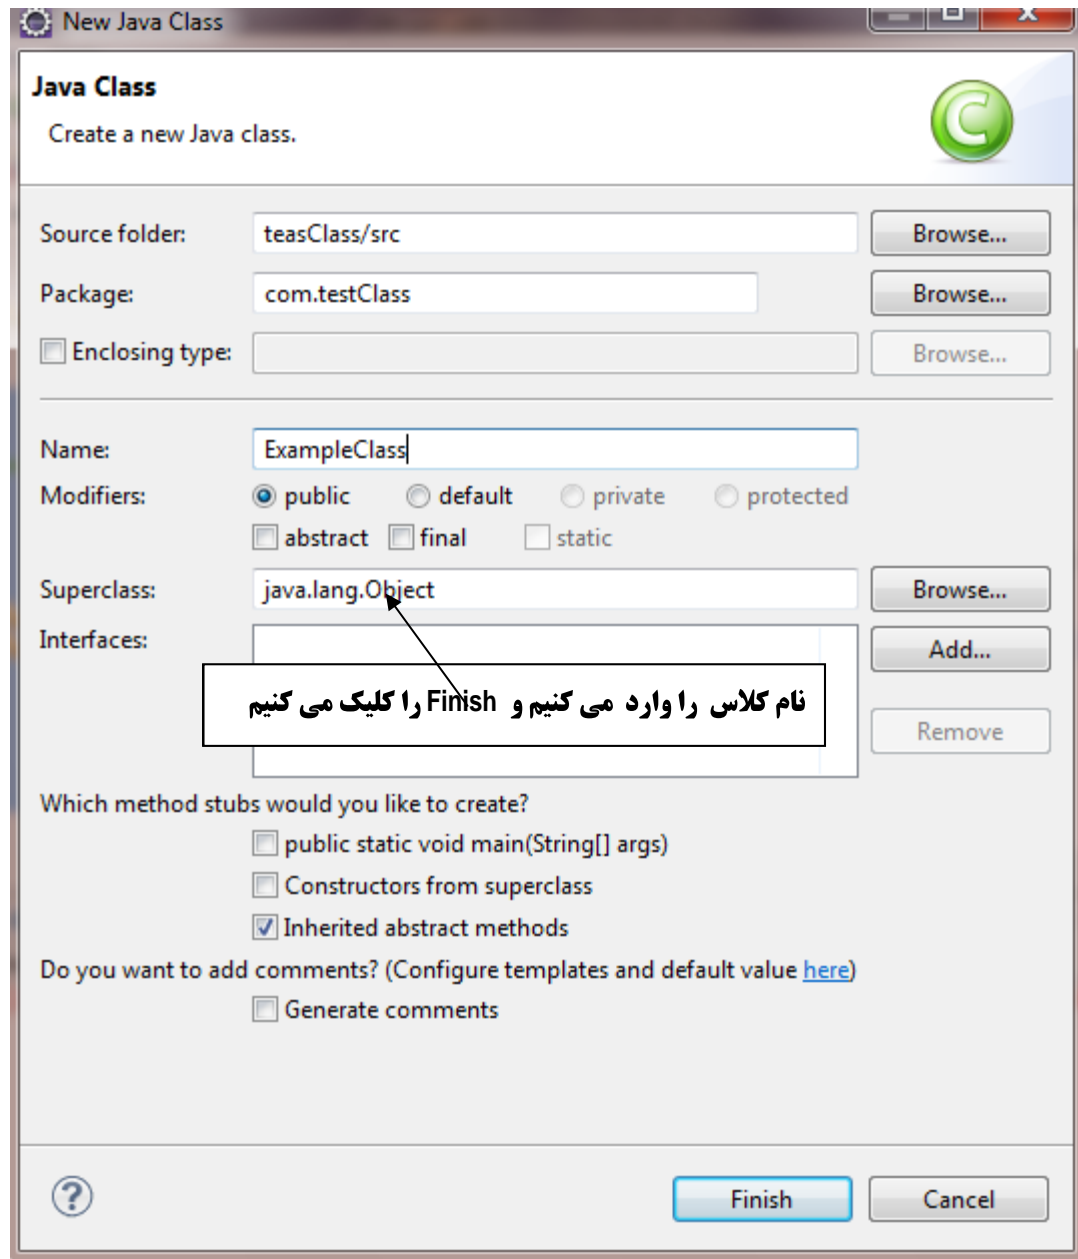 New Java Class
Java Class
Create a new Java class.
Source folder: teasClass/src Browse...
Package: com.testClass Browse...
Enclosing type: Browse...
Name: ExampleClass
Modifiers: public default private protected
abstract final static
Superclass: java.lang.Object Browse...
Interfaces: Add...
نام کلاس را وارد می کنیم و Finish را کلیک می کنیم
Remove
Which method stubs would you like to create?
public static void main(String[] args)
Constructors from superclass
Inherited abstract methods
Do you want to add comments? (Configure templates and default value here)
Generate comments
Finish Cancel